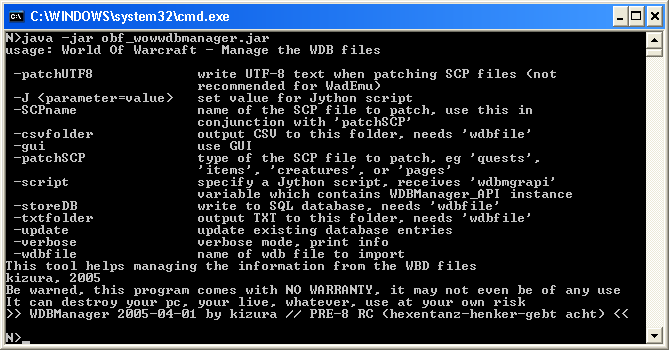 C:\WINDOWS\system32\cmd.exe
N>java -jar obf_wowwdbmanager.jar
usage: World Of Warcraft - Manage the WDB files
-patchUTF8 write UTF-8 text when patching SCP files (not
recommended for WadEmu)
-J <parameter=value> set value for Jython script
-SCPname name of the SCP file to patch, use this in
conjunction with 'patchSCP'
-csvfolder output CSV to this folder, needs 'wdbfile'
-gui use GUI
-patchSCP type of the SCP file to patch, eg 'quests',
'items', 'creatures', or 'pages'
-script specify a Jython script, receives 'wdbmgrapi'
variable which contains WDBManager_API instance
-storeDB write to SQL database, needs 'wdbfile'
-txtfolder output TXT to this folder, needs 'wdbfile'
-update update existing database entries
-verbose verbose mode, print info
-wdbfile name of wdb file to import
This tool helps managing the information from the WBD files
kizura, 2005
Be warned, this program comes with NO WARRANTY, it may not even be of any use
It can destroy your pc, your live, whatever, use at your own risk
>> WDBManager 2005-04-01 by kizura // PRE-8 RC (hexentanz-henker-gebt acht) <<
N>_